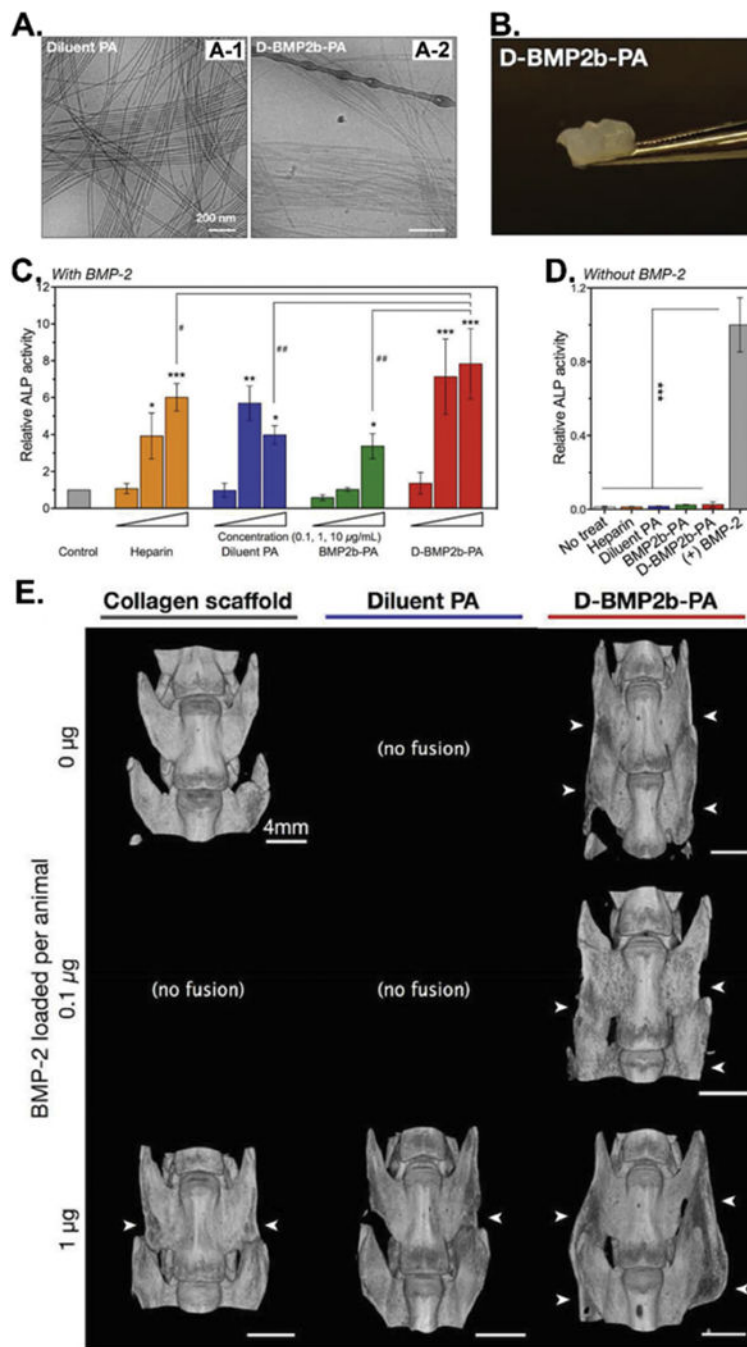 A.
Diluent PA
A-1
200 nm
D-BMP2b-PA
A-2
B.
D-BMP2b-PA
C.
With BMP-2
Relative ALP activity
12
10
8
6
4
2
0
*
***
#
**
*
##
*
##
***
***
Concentration (0.1, 1, 10 µg/mL)
Control
Heparin
Diluent PA
BMP2b-PA
D-BMP2b-PA
D.
Without BMP-2
Relative ALP activity
1.2
0.8
0.4
0.0
***
No treat
Heparin
Diluent PA
BMP2b-PA
D-BMP2b-PA
(+) BMP-2
E.
Collagen scaffold
Diluent PA
D-BMP2b-PA
BMP-2 loaded per animal
0 µg
4mm
(no fusion)
0.1 µg
(no fusion)
(no fusion)
1 µg